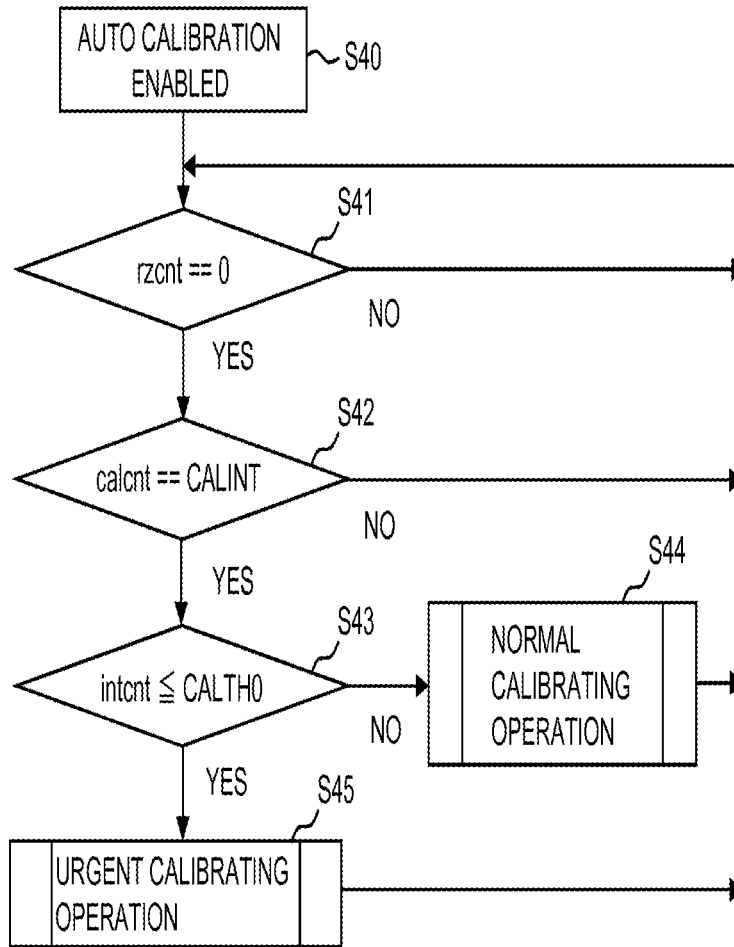 AUTO CALIBRATION
ENABLED
S40
S41
rzcnt == 0
NO
YES
S42
calcnt == CALINT
NO
YES
S43
intcnt ≦ CALTH0
NO
YES
S44
NORMAL
CALIBRATING
OPERATION
S45
URGENT CALIBRATING
OPERATION